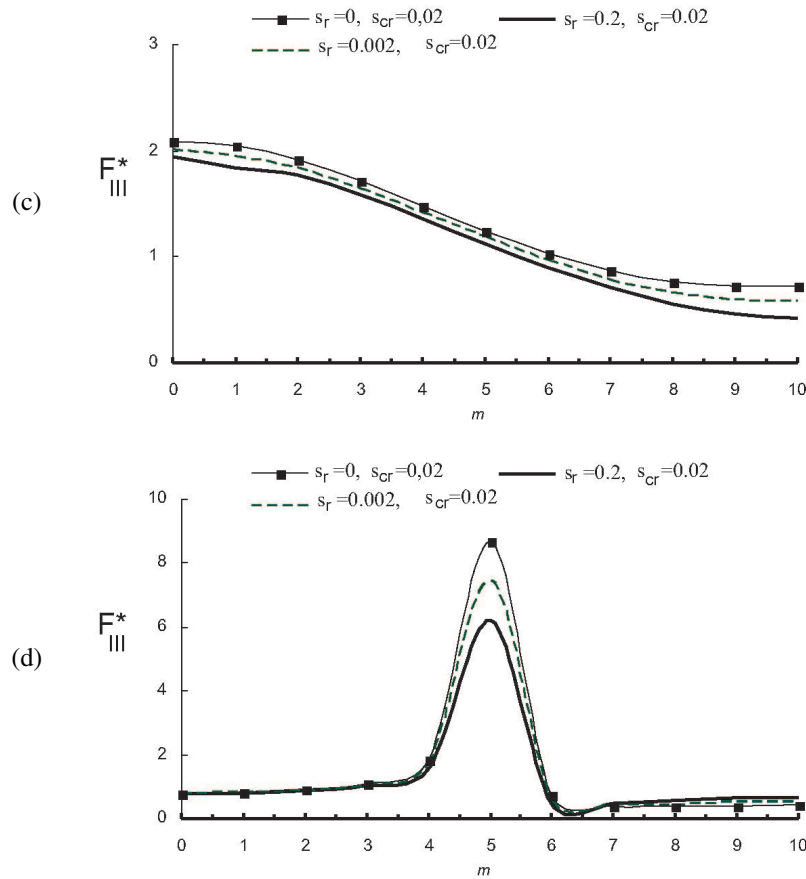 s_r=0, s_cr=0,02 s_r=0.2, s_cr=0.02
s_r=0.002, s_cr=0.02
3
2
1
0
F*_III
(c)
0 1 2 3 4 5 6 7 8 9 10
m
s_r=0, s_cr=0,02 s_r=0.2, s_cr=0.02
s_r=0.002, s_cr=0.02
10
8
6
4
2
0
F*_III
(d)
0 1 2 3 4 5 6 7 8 9 10
m